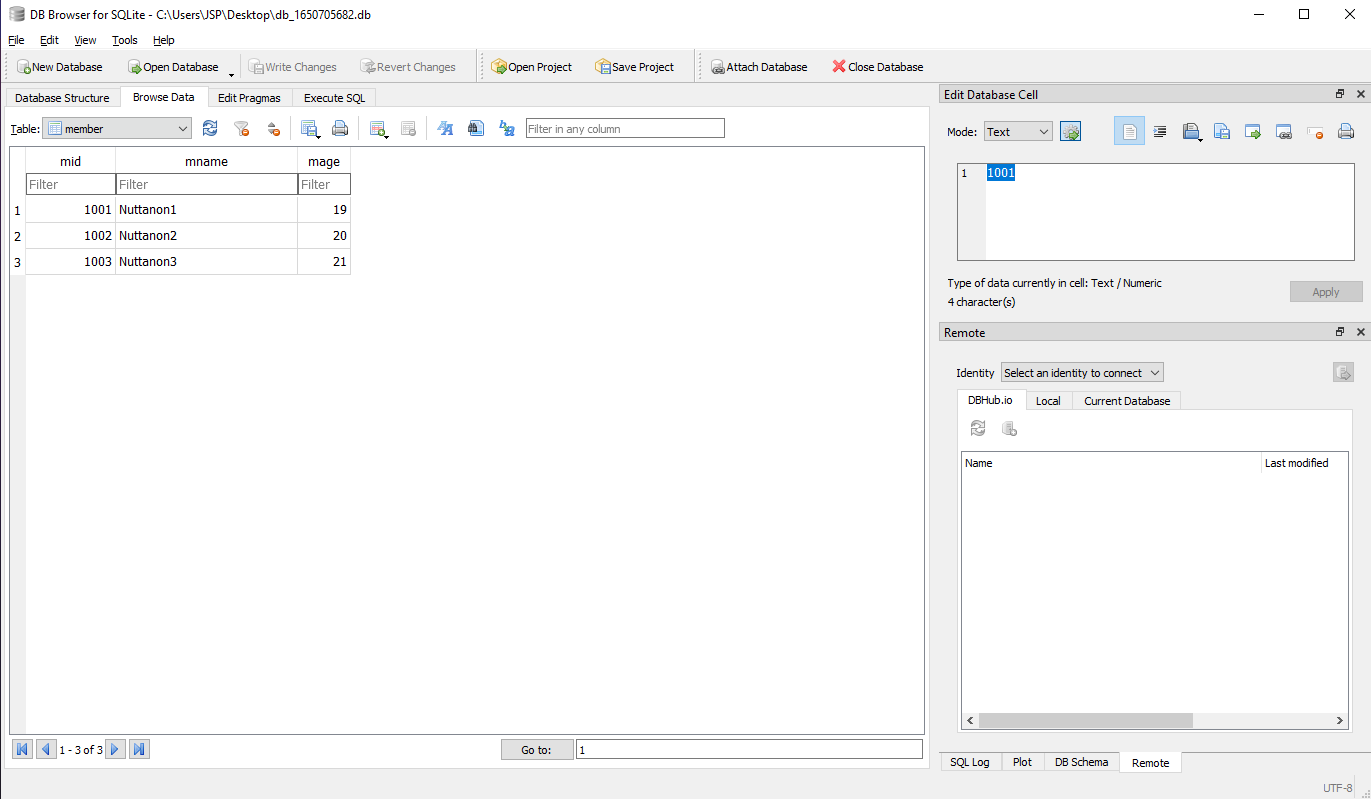 DB Browser for SQLite - C:\Users\JSP\Desktop\db_1650705682.db
File Edit View Tools Help
New Database Open Database Write Changes Revert Changes Open Project Save Project Attach Database Close Database
Database Structure Browse Data Edit Pragmas Execute SQL
Table: member Filter in any column
mid mname mage
Filter Filter Filter
1 1001 Nuttanon1 19
2 1002 Nuttanon2 20
3 1003 Nuttanon3 21
1 - 3 of 3 Go to: 1
Edit Database Cell
Mode: Text
1 1001
Type of data currently in cell: Text / Numeric
4 character(s)
Apply
Remote
Identity Select an identity to connect
DBHub.io Local Current Database
Name Last modified
SQL Log Plot DB Schema Remote
UTF-8